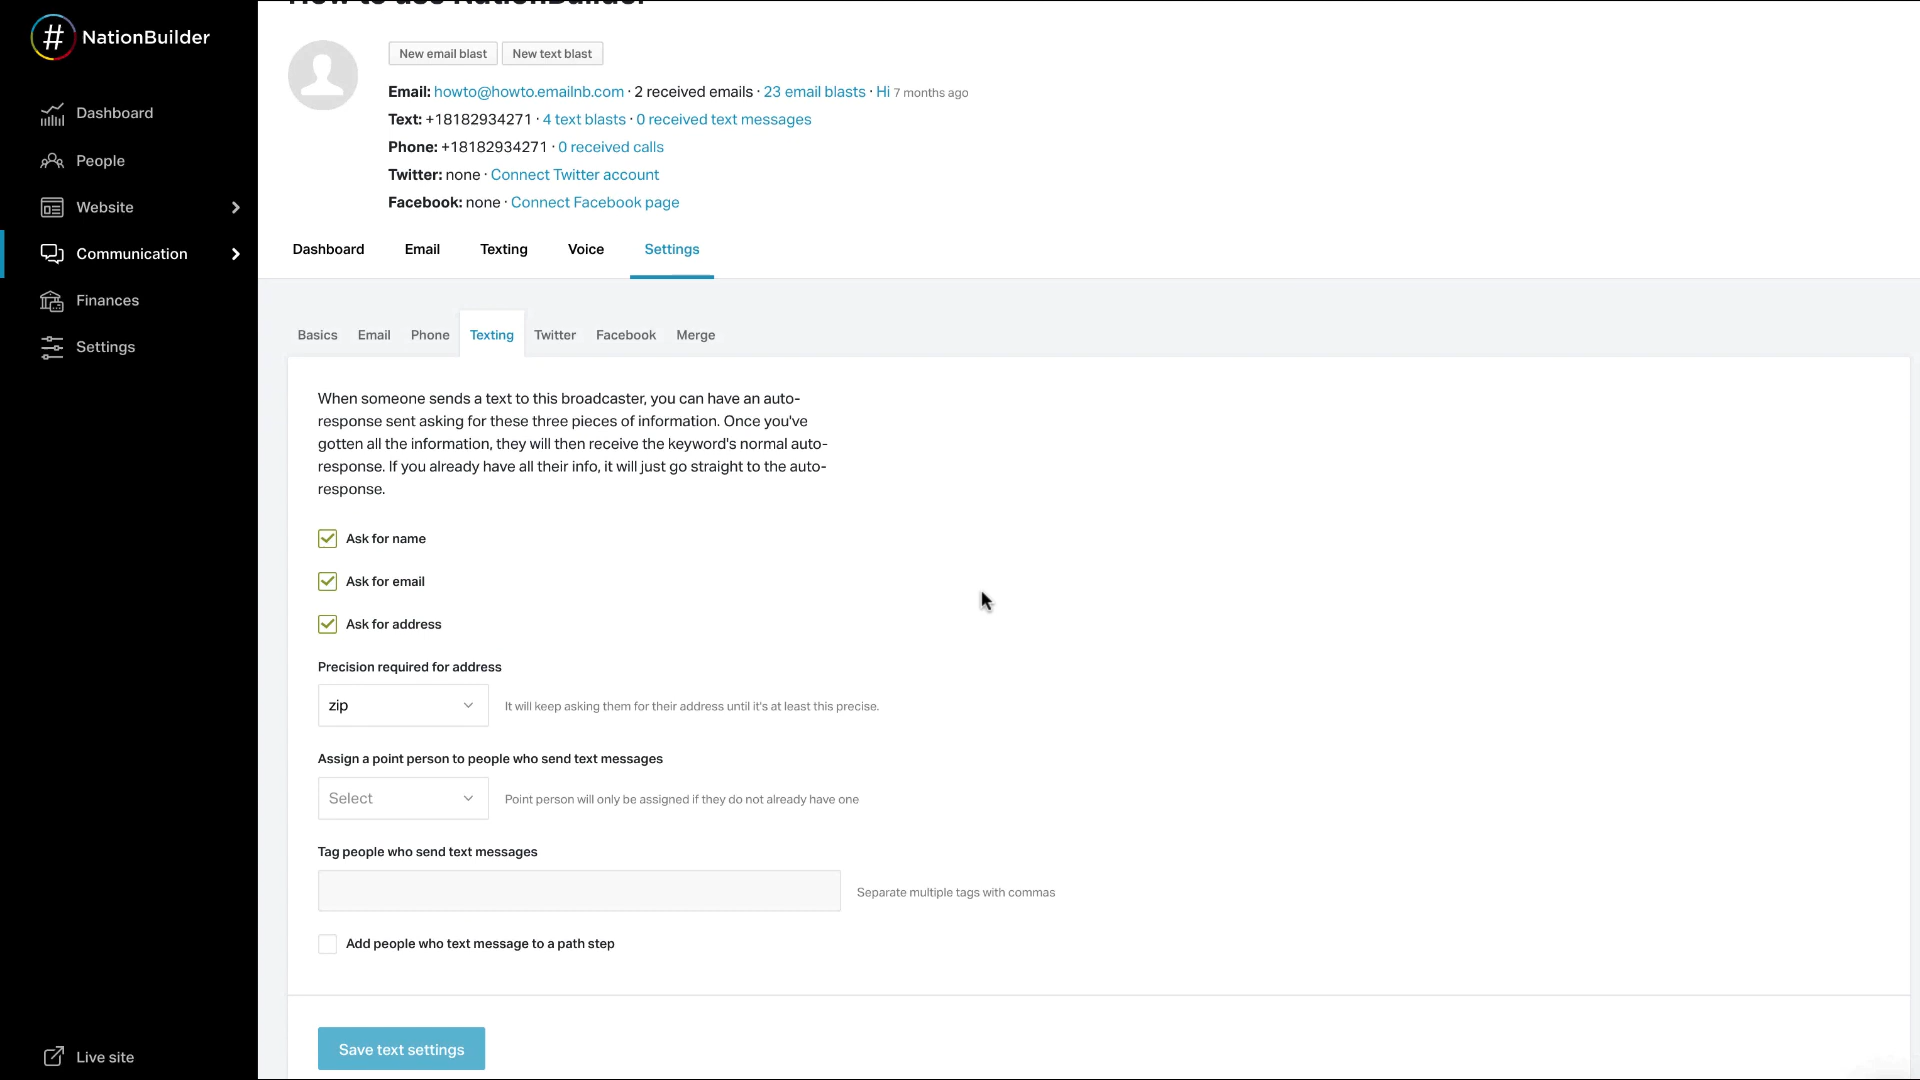 How to use NationBuilder
# NationBuilder
New email blast
New text blast
Email: howto@howto.emailnb.com · 2 received emails · 23 email blasts · Hi 7 months ago
Text: +18182934271 · 4 text blasts · 0 received text messages
Phone: +18182934271 · 0 received calls
Twitter: none · Connect Twitter account
Facebook: none · Connect Facebook page
Dashboard
People
Website
Communication
Finances
Settings
Live site
Dashboard Email Texting Voice Settings
Basics Email Phone Texting Twitter Facebook Merge
When someone sends a text to this broadcaster, you can have an auto-
response sent asking for these three pieces of information. Once you've
gotten all the information, they will then receive the keyword's normal auto-
response. If you already have all their info, it will just go straight to the auto-
response.
Ask for name
Ask for email
Ask for address
Precision required for address
zip
It will keep asking them for their address until it's at least this precise.
Assign a point person to people who send text messages
Select
Point person will only be assigned if they do not already have one
Tag people who send text messages
Separate multiple tags with commas
Add people who text message to a path step
Save text settings